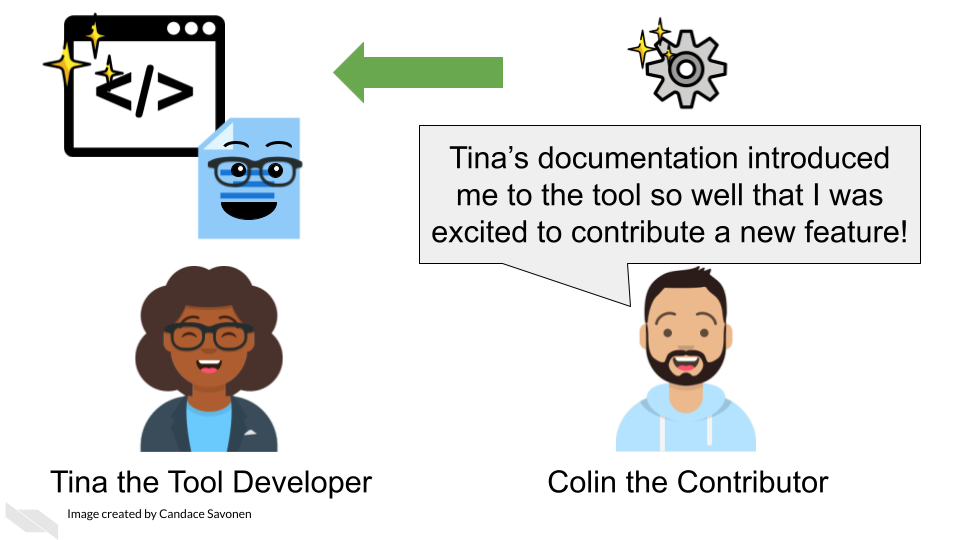 </>
Tina’s documentation introduced
me to the tool so well that I was
excited to contribute a new feature!
Tina the Tool Developer
Colin the Contributor
Image created by Candace Savonen